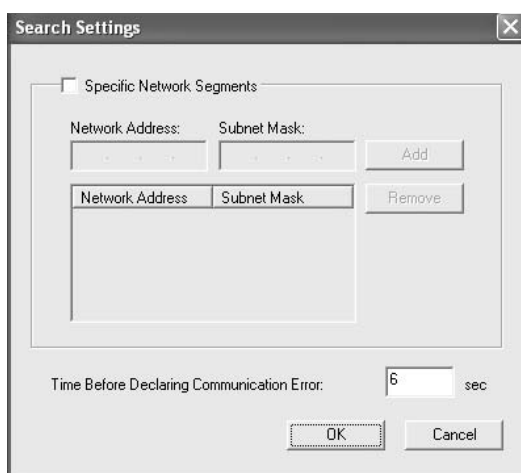 Search Settings
Specific Network Segments
Network Address: Subnet Mask:
Add
Network Address Subnet Mask
Remove
Time Before Declaring Communication Error: 6 sec
OK Cancel